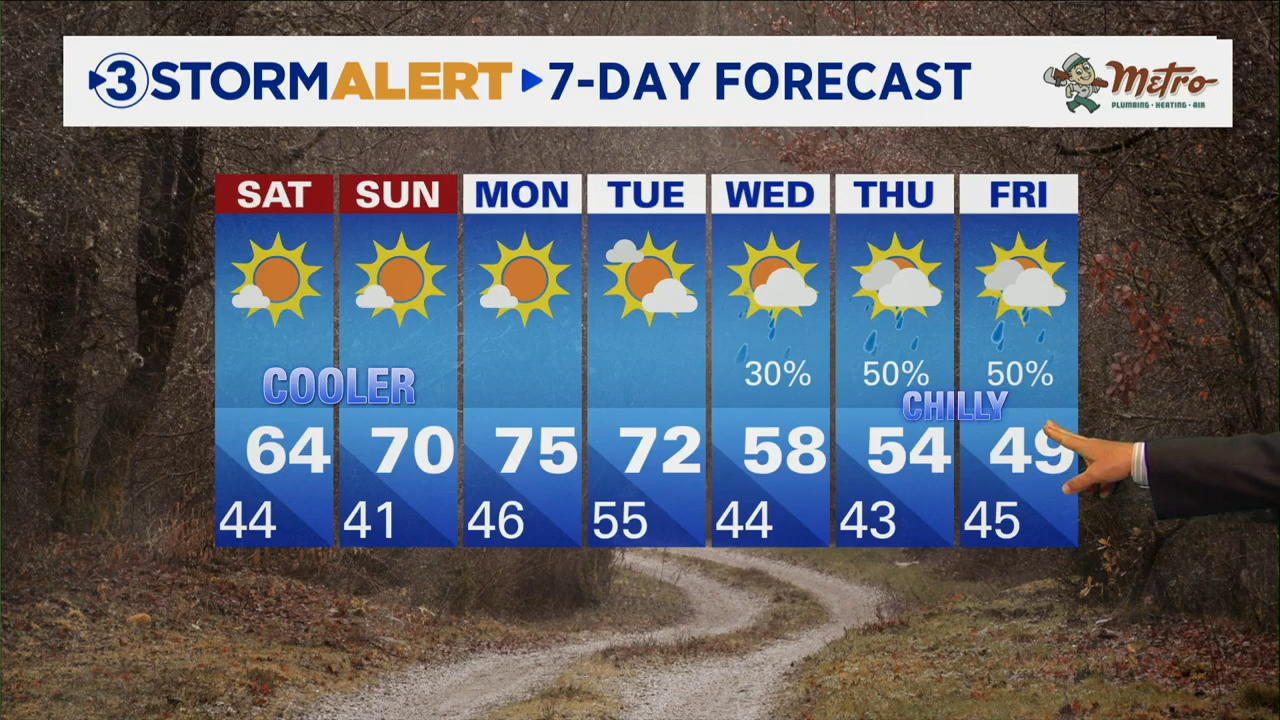 3 STORM ALERT 7-DAY FORECAST
Metro
PLUMBING • HEATING • AIR
SAT SUN MON TUE WED THU FRI
30% 50% 50%
COOLER
CHILLY
64 70 75 72 58 54 49
44 41 46 55 44 43 45